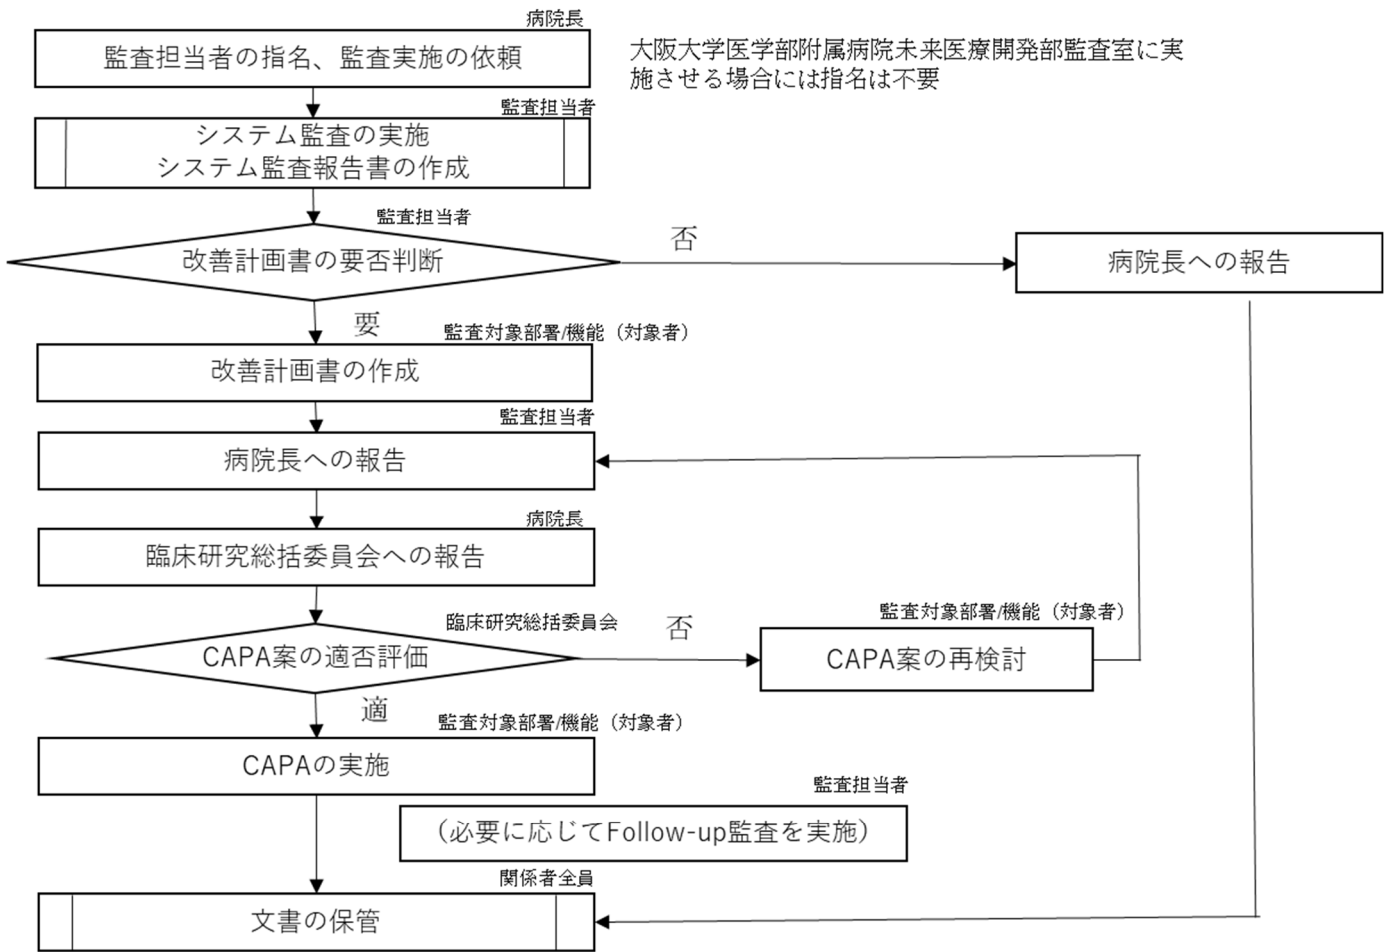 病院長
監査担当者の指名、監査実施の依頼
大阪大学医学部附属病院未来医療開発部監査室に実
施させる場合には指名は不要
監査担当者
システム監査の実施
システム監査報告書の作成
監査担当者
改善計画書の要否判断
否
病院長への報告
要
監査対象部署/機能（対象者）
改善計画書の作成
監査担当者
病院長への報告
病院長
臨床研究総括委員会への報告
臨床研究総括委員会
CAPA案の適否評価
否
監査対象部署/機能（対象者）
CAPA案の再検討
適
監査対象部署/機能（対象者）
CAPAの実施
監査担当者
（必要に応じてFollow-up監査を実施）
関係者全員
文書の保管